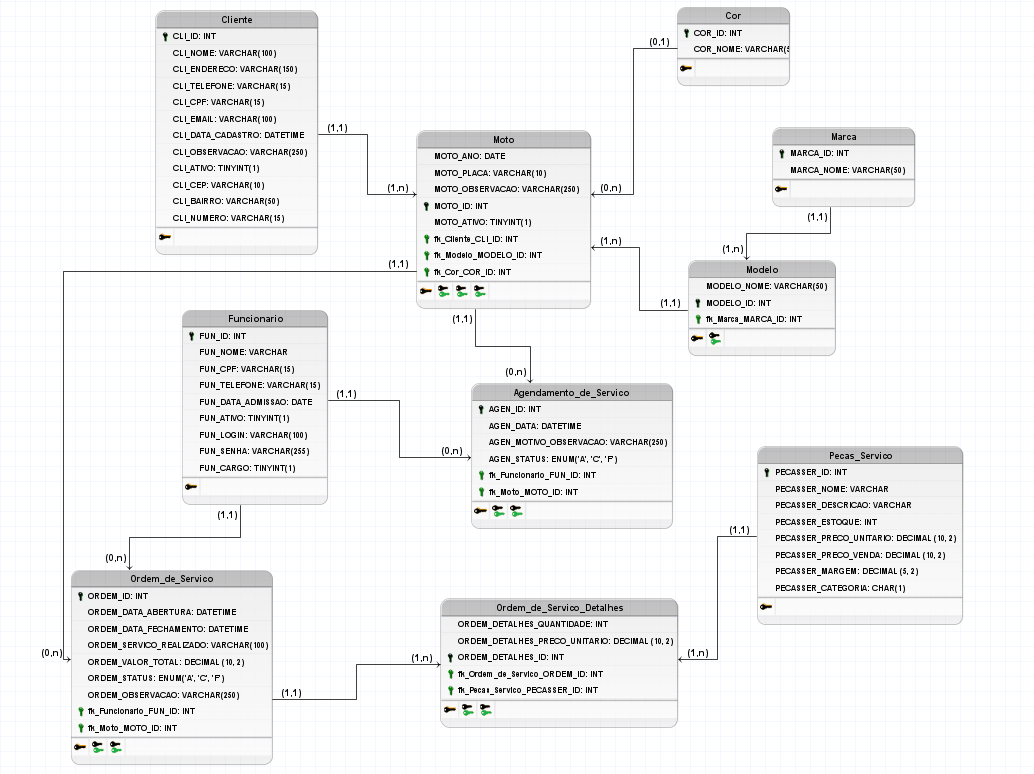 Cliente
CLI_ID: INT
CLI_NOME: VARCHAR(100)
CLI_ENDERECO: VARCHAR(150)
CLI_TELEFONE: VARCHAR(15)
CLI_CPF: VARCHAR(15)
CLI_EMAIL: VARCHAR(100)
CLI_DATA_CADASTRO: DATETIME
CLI_OBSERVACAO: VARCHAR(250)
CLI_ATIVO: TINYINT(1)
CLI_CEP: VARCHAR(10)
CLI_BAIRRO: VARCHAR(50)
CLI_NUMERO: VARCHAR(15)
(1,1)
(1,n)
Cor
COR_ID: INT
COR_NOME: VARCHAR(5
(0,1)
(0,n)
Moto
MOTO_ANO: DATE
MOTO_PLACA: VARCHAR(10)
MOTO_OBSERVACAO: VARCHAR(250)
MOTO_ID: INT
MOTO_ATIVO: TINYINT(1)
fk_Cliente_CLI_ID: INT
fk_Modelo_MODELO_ID: INT
fk_Cor_COR_ID: INT
(1,1)
(1,n)
(1,1)
(0,n)
Marca
MARCA_ID: INT
MARCA_NOME: VARCHAR(50)
(1,1)
(1,n)
Modelo
MODELO_NOME: VARCHAR(50)
MODELO_ID: INT
fk_Marca_MARCA_ID: INT
(1,1)
Funcionario
FUN_ID: INT
FUN_NOME: VARCHAR
FUN_CPF: VARCHAR(15)
FUN_TELEFONE: VARCHAR(15)
FUN_DATA_ADMISSAO: DATE
FUN_ATIVO: TINYINT(1)
FUN_LOGIN: VARCHAR(100)
FUN_SENHA: VARCHAR(255)
FUN_CARGO: TINYINT(1)
(1,1)
(0,n)
(1,1)
(0,n)
Agendamento_de_Servico
AGEN_ID: INT
AGEN_DATA: DATETIME
AGEN_MOTIVO_OBSERVACAO: VARCHAR(250)
AGEN_STATUS: ENUM('A', 'C', 'F')
fk_Funcionario_FUN_ID: INT
fk_Moto_MOTO_ID: INT
Pecas_Servico
PECASSER_ID: INT
PECASSER_NOME: VARCHAR
PECASSER_DESCRICAO: VARCHAR
PECASSER_ESTOQUE: INT
PECASSER_PRECO_UNITARIO: DECIMAL (10, 2)
PECASSER_PRECO_VENDA: DECIMAL (10, 2)
PECASSER_MARGEM: DECIMAL (5, 2)
PECASSER_CATEGORIA: CHAR(1)
(1,1)
(1,n)
Ordem_de_Servico
ORDEM_ID: INT
ORDEM_DATA_ABERTURA: DATETIME
ORDEM_DATA_FECHAMENTO: DATETIME
ORDEM_SERVICO_REALIZADO: VARCHAR(100)
ORDEM_VALOR_TOTAL: DECIMAL (10, 2)
ORDEM_STATUS: ENUM('A', 'C', 'F')
ORDEM_OBSERVACAO: VARCHAR(250)
fk_Funcionario_FUN_ID: INT
fk_Moto_MOTO_ID: INT
(0,n)
(1,1)
(1,n)
Ordem_de_Servico_Detalhes
ORDEM_DETALHES_QUANTIDADE: INT
ORDEM_DETALHES_PRECO_UNITARIO: DECIMAL (10, 2)
ORDEM_DETALHES_ID: INT
fk_Ordem_de_Servico_ORDEM_ID: INT
fk_Pecas_Servico_PECASSER_ID: INT